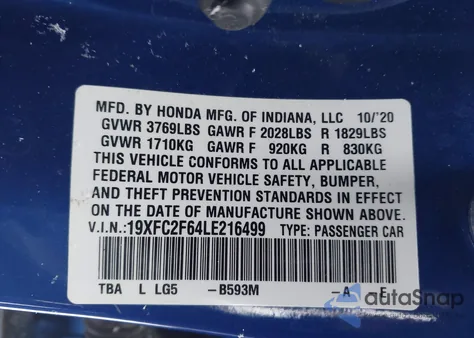 MFD. BY HONDA MFG. OF INDIANA, LLC 10/'20
GVWR 3769LBS GAWR F 2028LBS R 1829LBS
GVWR 1710KG GAWR F 920KG R 830KG
THIS VEHICLE CONFORMS TO ALL APPLICABLE
FEDERAL MOTOR VEHICLE SAFETY, BUMPER,
AND THEFT PREVENTION STANDARDS IN EFFECT
ON THE DATE OF MANUFACTURE SHOWN ABOVE.
V.I.N.:19XFC2F64LE216499 TYPE: PASSENGER CAR
TBA L LG5 -B593M -A E
autoSnap